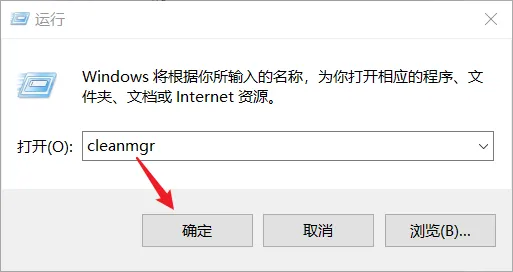 运行
Windows 将根据你所输入的名称，为你打开相应的程序、文
件夹、文档或 Internet 资源。
打开(O): cleanmgr
确定 取消 浏览(B)...